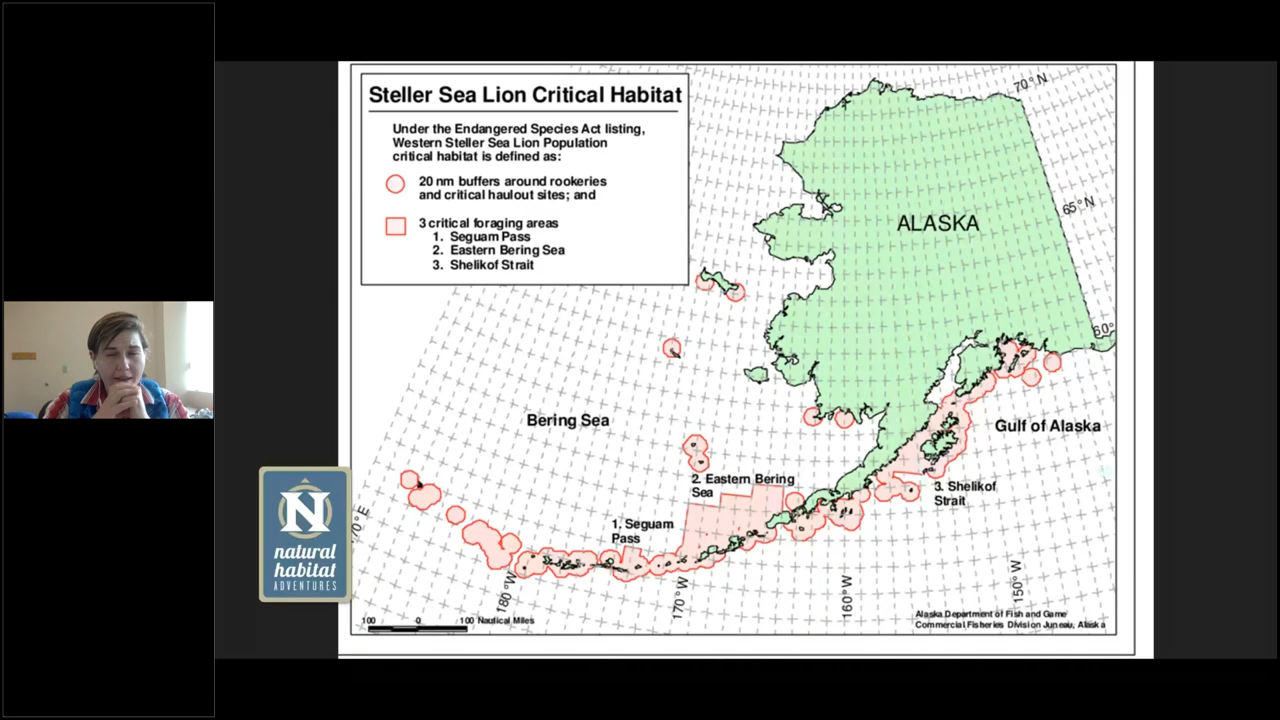 Steller Sea Lion Critical Habitat
Under the Endangered Species Act listing,
Western Steller Sea Lion Population
critical habitat is defined as:
20 nm buffers around rookeries
and critical haulout sites; and
3 critical foraging areas
1. Seguam Pass
2. Eastern Bering Sea
3. Shelikof Strait
70°N
ALASKA
65°N
60°
Bering Sea
Gulf of Alaska
2. Eastern Bering
Sea
3. Shelikof
Strait
1. Seguam
Pass
70°E
180°W
170°W
160°W
150°W
N
natural
habitat
ADVENTURES
100 0 100 Nautical Miles
Alaska Department of Fish and Game
Commercial Fisheries Division Juneau, Alaska